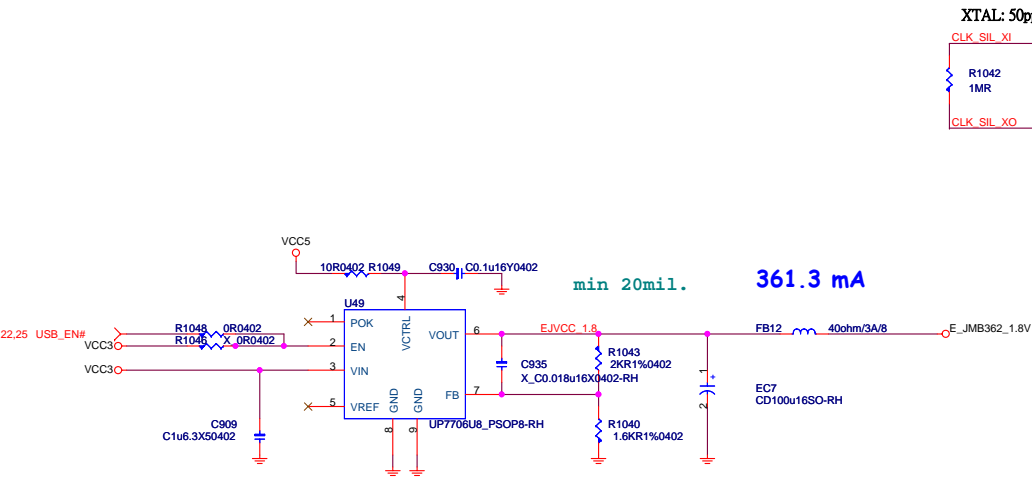 XTAL: 50p
CLK_SIL_XI
R1042
1MR
CLK_SIL_XO
VCC5
10R0402 R1049
C930
C0.1u16Y0402
min 20mil.
361.3 mA
4
U49
1
POK
VCTRL
VOUT
6
EJVCC_1.8
FB12
40ohm/3A/8
E_JMB362_1.8V
22,25 USB_EN#
R1048
0R0402
VCC3
R1046
X_0R0402
2
EN
VCC3
3
VIN
C935
X_C0.018u16X0402-RH
R1043
2KR1%0402
1
+
EC7
CD100u16SO-RH
2
5
VREF
GND
GND
FB
7
8
9
UP7706U8_PSOP8-RH
C909
C1u6.3X50402
R1040
1.6KR1%0402